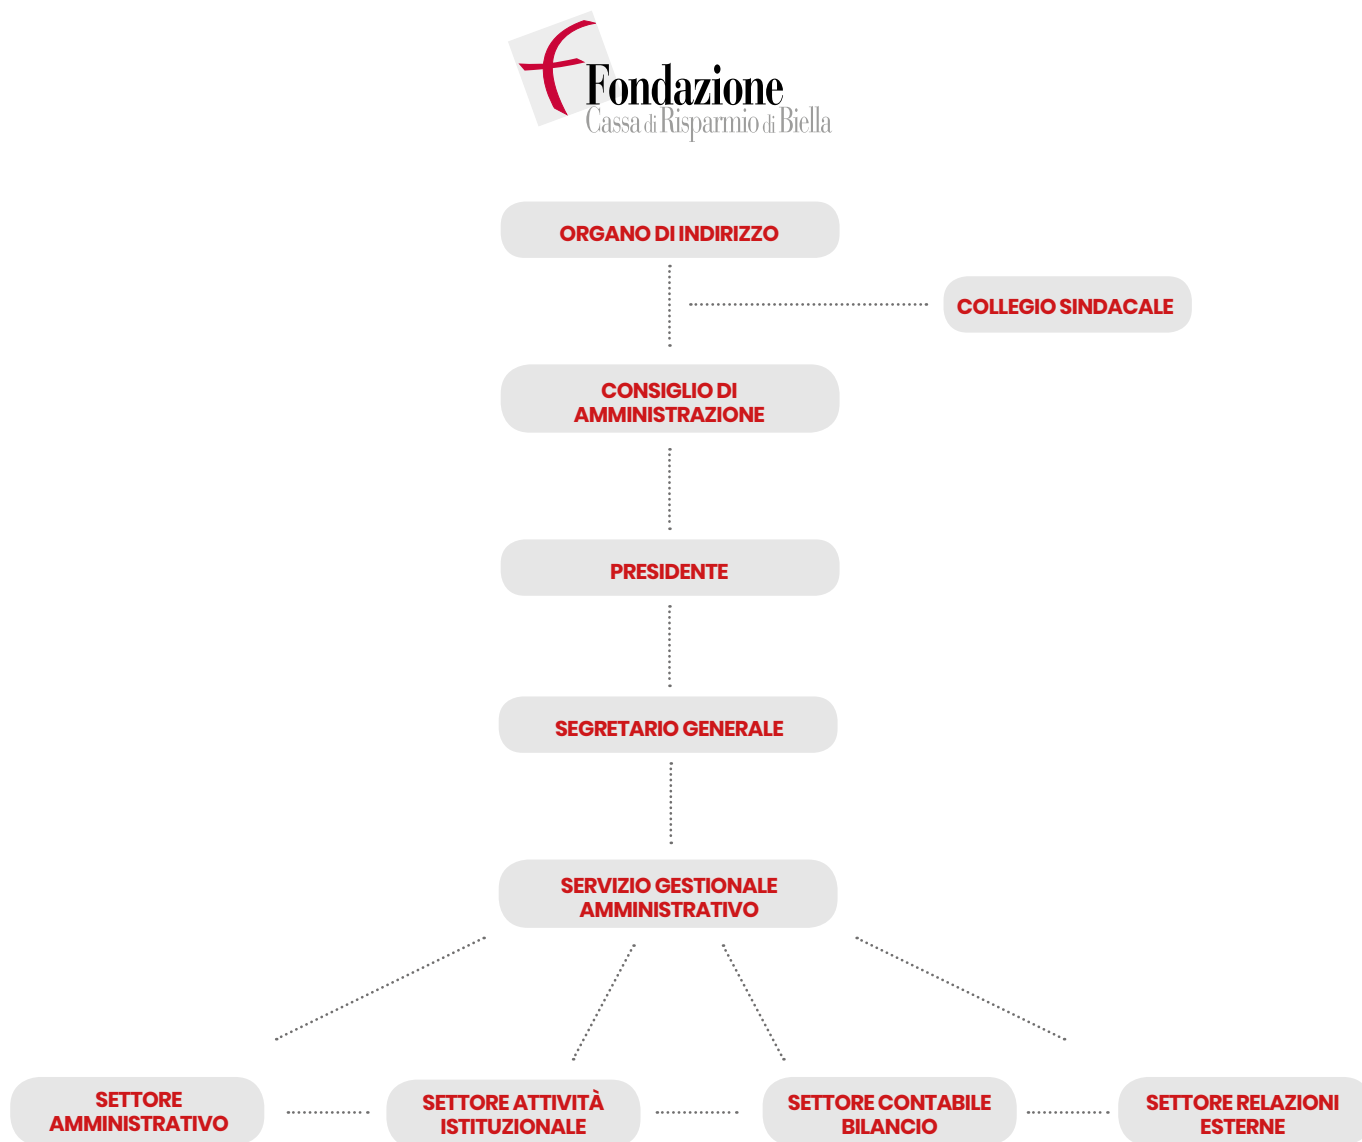 Fondazione
Cassa di Risparmio di Biella
ORGANO DI INDIRIZZO
COLLEGIO SINDACALE
CONSIGLIO DI
AMMINISTRAZIONE
PRESIDENTE
SEGRETARIO GENERALE
SERVIZIO GESTIONALE
AMMINISTRATIVO
SETTORE
AMMINISTRATIVO
SETTORE ATTIVITÀ
ISTITUZIONALE
SETTORE CONTABILE
BILANCIO
SETTORE RELAZIONI
ESTERNE